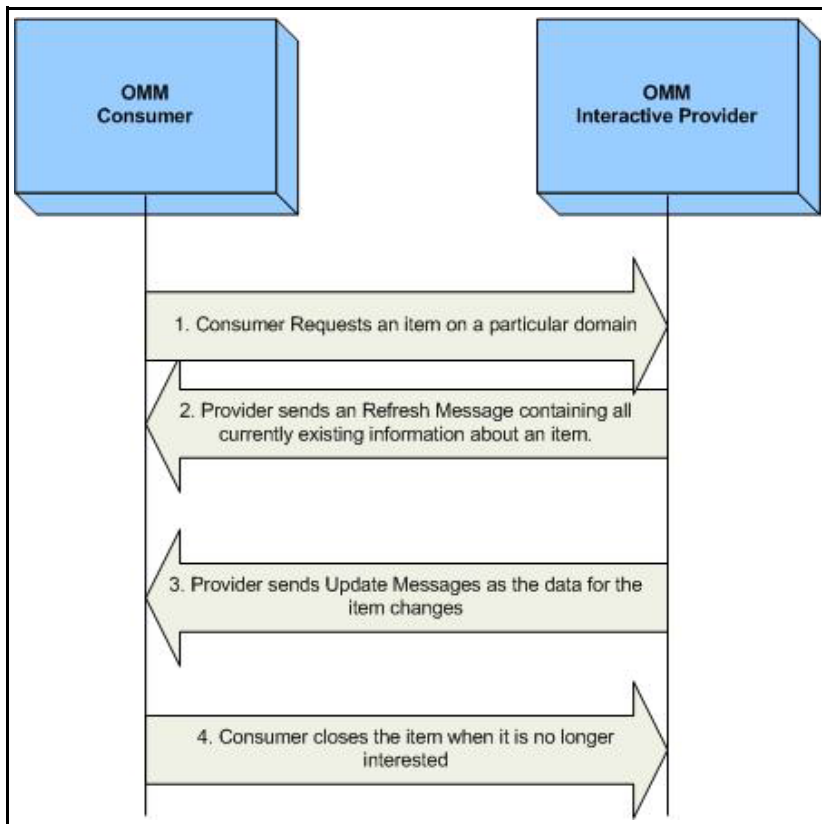 OMM
Consumer
OMM
Interactive Provider
1. Consumer Requests an item on a particular domain
2. Provider sends an Refresh Message containing all
currently existing information about an item.
3. Provider sends Update Messages as the data for the
item changes
4. Consumer closes the item when it is no longer
interested